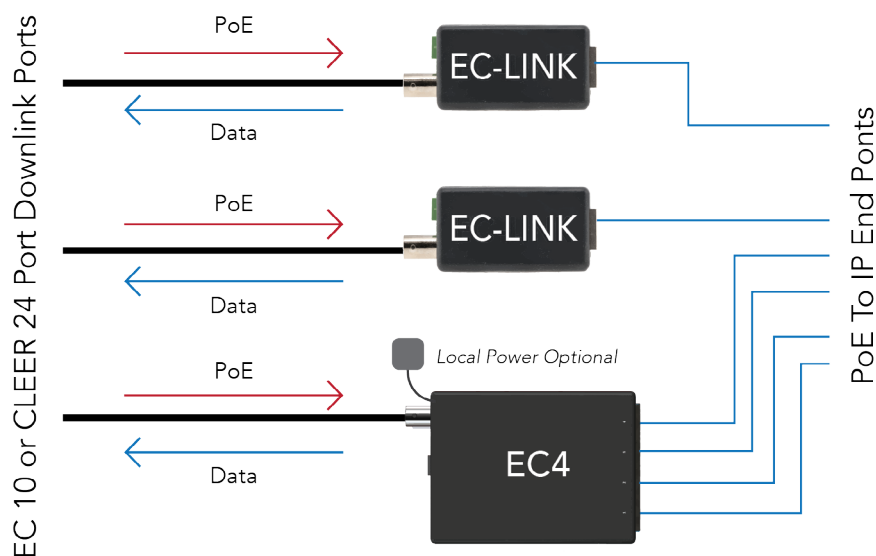 EC 10 or CLEER 24 Port Downlink Ports
PoE
EC-LINK
Data
PoE
EC-LINK
Data
PoE
Local Power Optional
EC4
Data
PoE To IP End Ponts